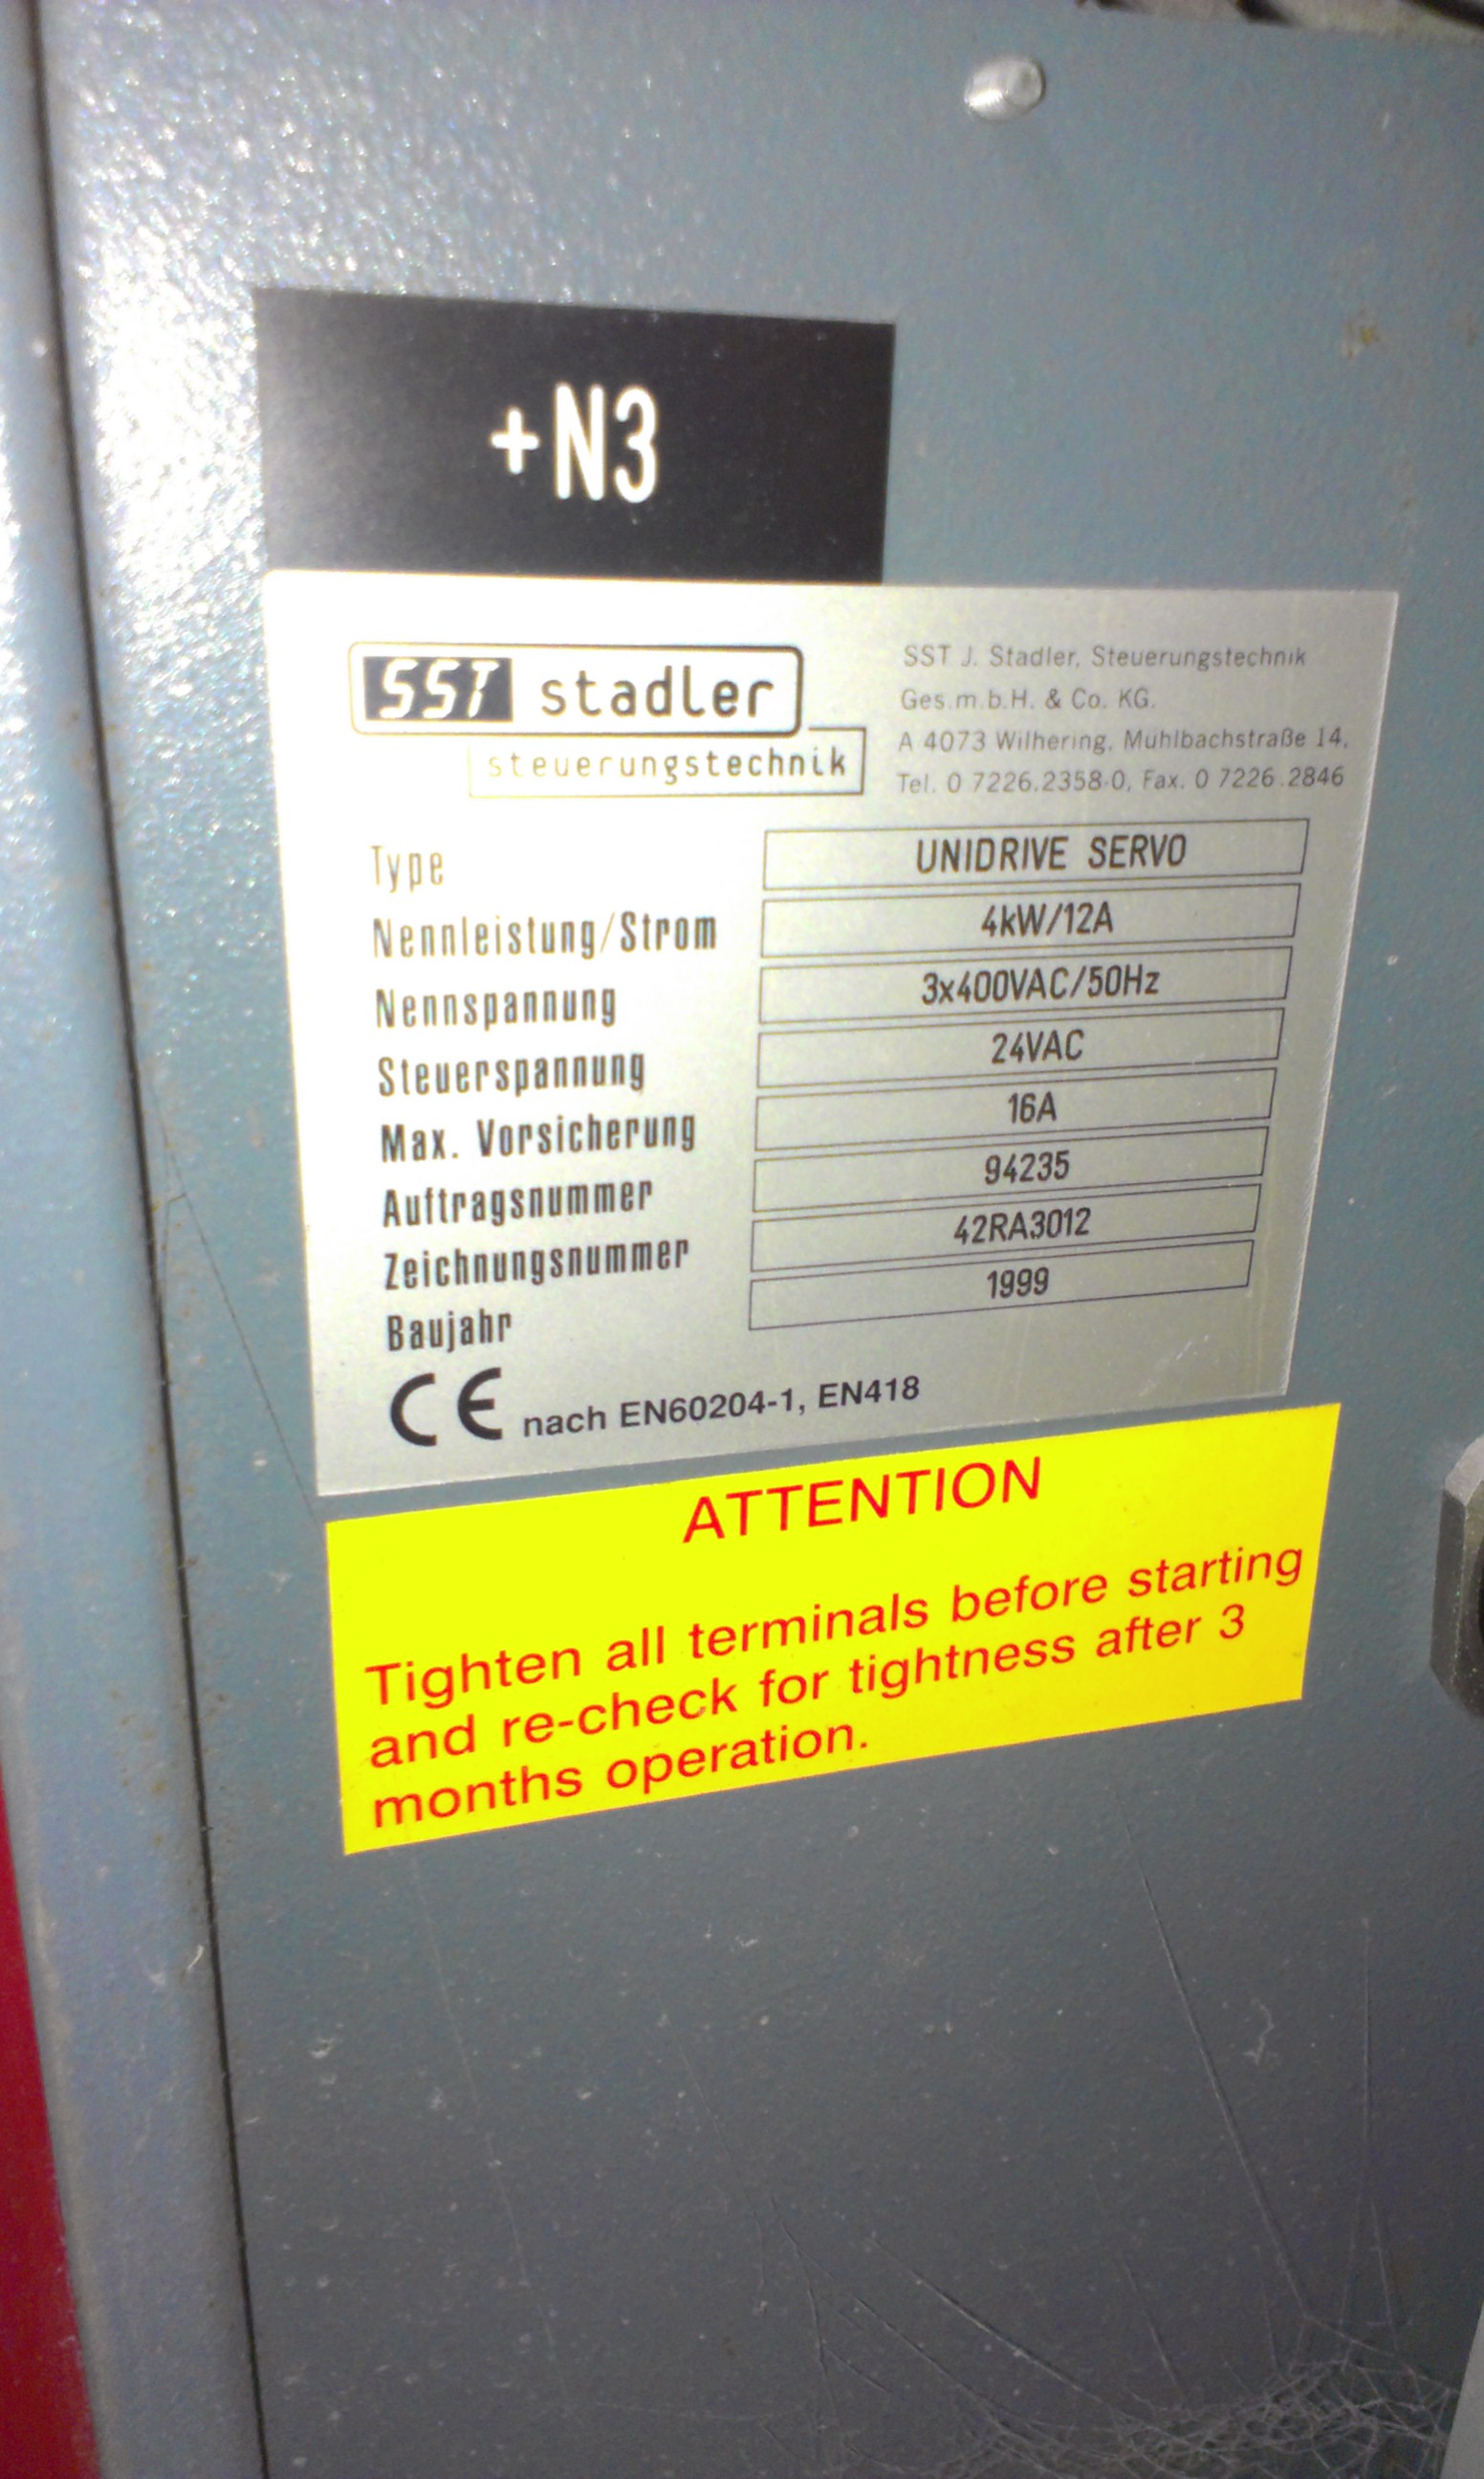 +N3
SST stadler
steuerungstechnik
SST J. Stadler, Steuerungstechnik
Ges.m.b.H. & Co. KG.
A 4073 Wilhering, Mühlbachstraße 14,
Tel. 0 7226.2358-0, Fax. 0 7226.2846
Type UNIDRIVE SERVO
Nennleistung/Strom 4kW/12A
Nennspannung 3x400VAC/50Hz
Steuerspannung 24VAC
Max. Vorsicherung 16A
Auftragsnummer 94235
Zeichnungsnummer 42RA3012
Baujahr 1999
CE nach EN60204-1, EN418
ATTENTION
Tighten all terminals before starting
and re-check for tightness after 3
months operation.